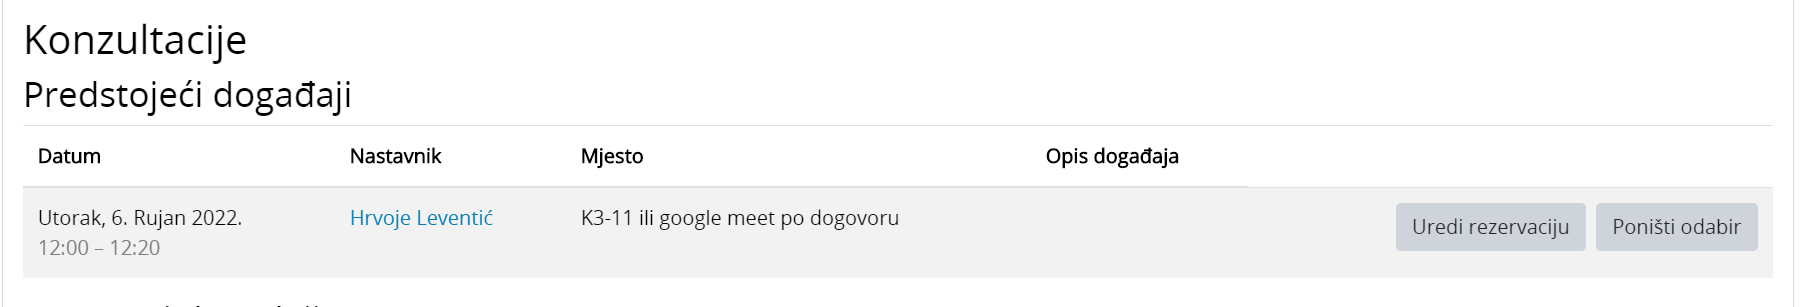 Konzultacije
Predstojeći događaji
Datum Nastavnik Mjesto Opis događaja
Utorak, 6. Rujan 2022. Hrvoje Leventić K3-11 ili google meet po dogovoru Uredi rezervaciju Poništi odabir
12:00 – 12:20